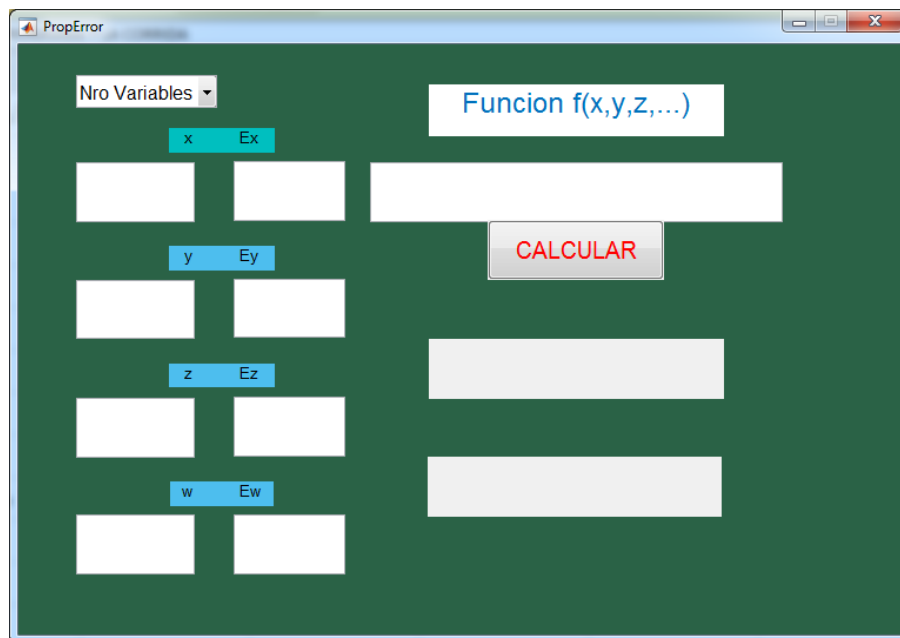 PropError
Nro Variables
Funcion f(x,y,z,...)
x Ex
CALCULAR
y Ey
z Ez
w Ew